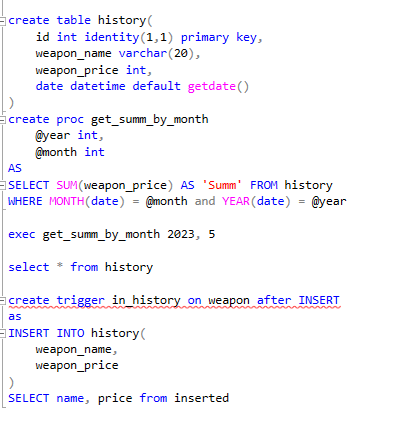 create table history(
id int identity(1,1) primary key,
weapon_name varchar(20),
weapon_price int,
date datetime default getdate()
)
create proc get_summ_by_month
@year int,
@month int
AS
SELECT SUM(weapon_price) AS 'Summ' FROM history
WHERE MONTH(date) = @month and YEAR(date) = @year
exec get_summ_by_month 2023, 5
select * from history
create trigger in_history on weapon after INSERT
as
INSERT INTO history(
weapon_name,
weapon_price
)
SELECT name, price from inserted